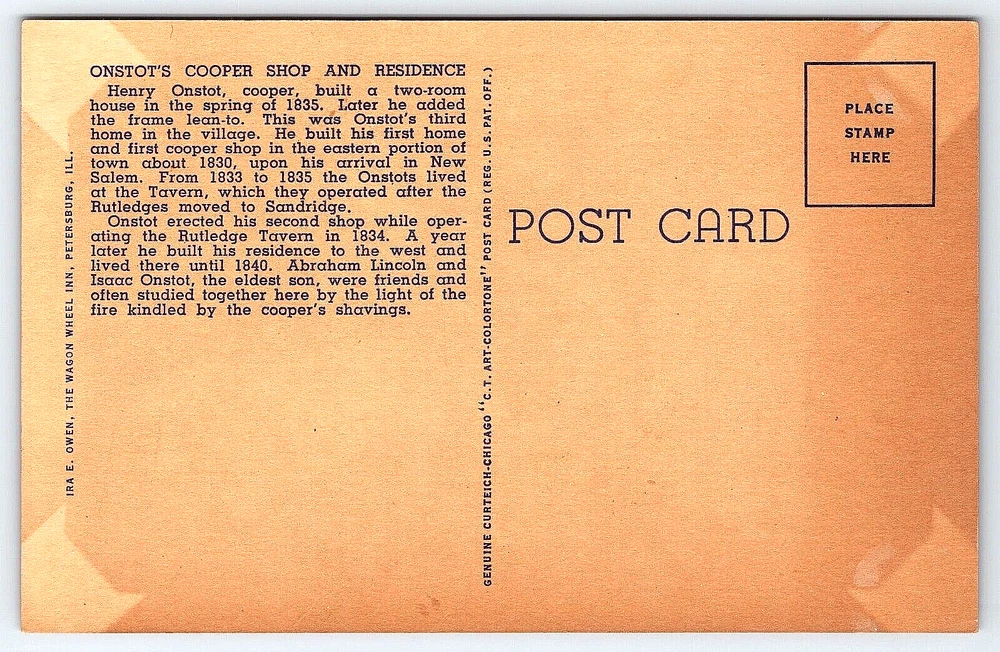 ONSTOT'S COOPER SHOP AND RESIDENCE
Henry Onstot, cooper, built a two-room
house in the spring of 1835. Later he added
the frame lean-to. This was Onstot's third
home in the village. He built his first home
and first cooper shop in the eastern portion of
town about 1830, upon his arrival in New
Salem. From 1833 to 1835 the Onstots lived
at the Tavern, which they operated after the
Rutledges moved to Sandridge.
Onstot erected his second shop while oper-
ating the Rutledge Tavern in 1834. A year
later he built his residence to the west and
lived there until 1840. Abraham Lincoln and
Isaac Onstot, the eldest son, were friends and
often studied together here by the light of the
fire kindled by the cooper's shavings.
IRA E. OWEN, THE WAGON WHEEL INN, PETERSBURG, ILL.
GENUINE CURTEICH-CHICAGO "C.T. ART-COLORTONE" POST CARD (REG. U.S. PAT. OFF.)
POST CARD
PLACE
STAMP
HERE